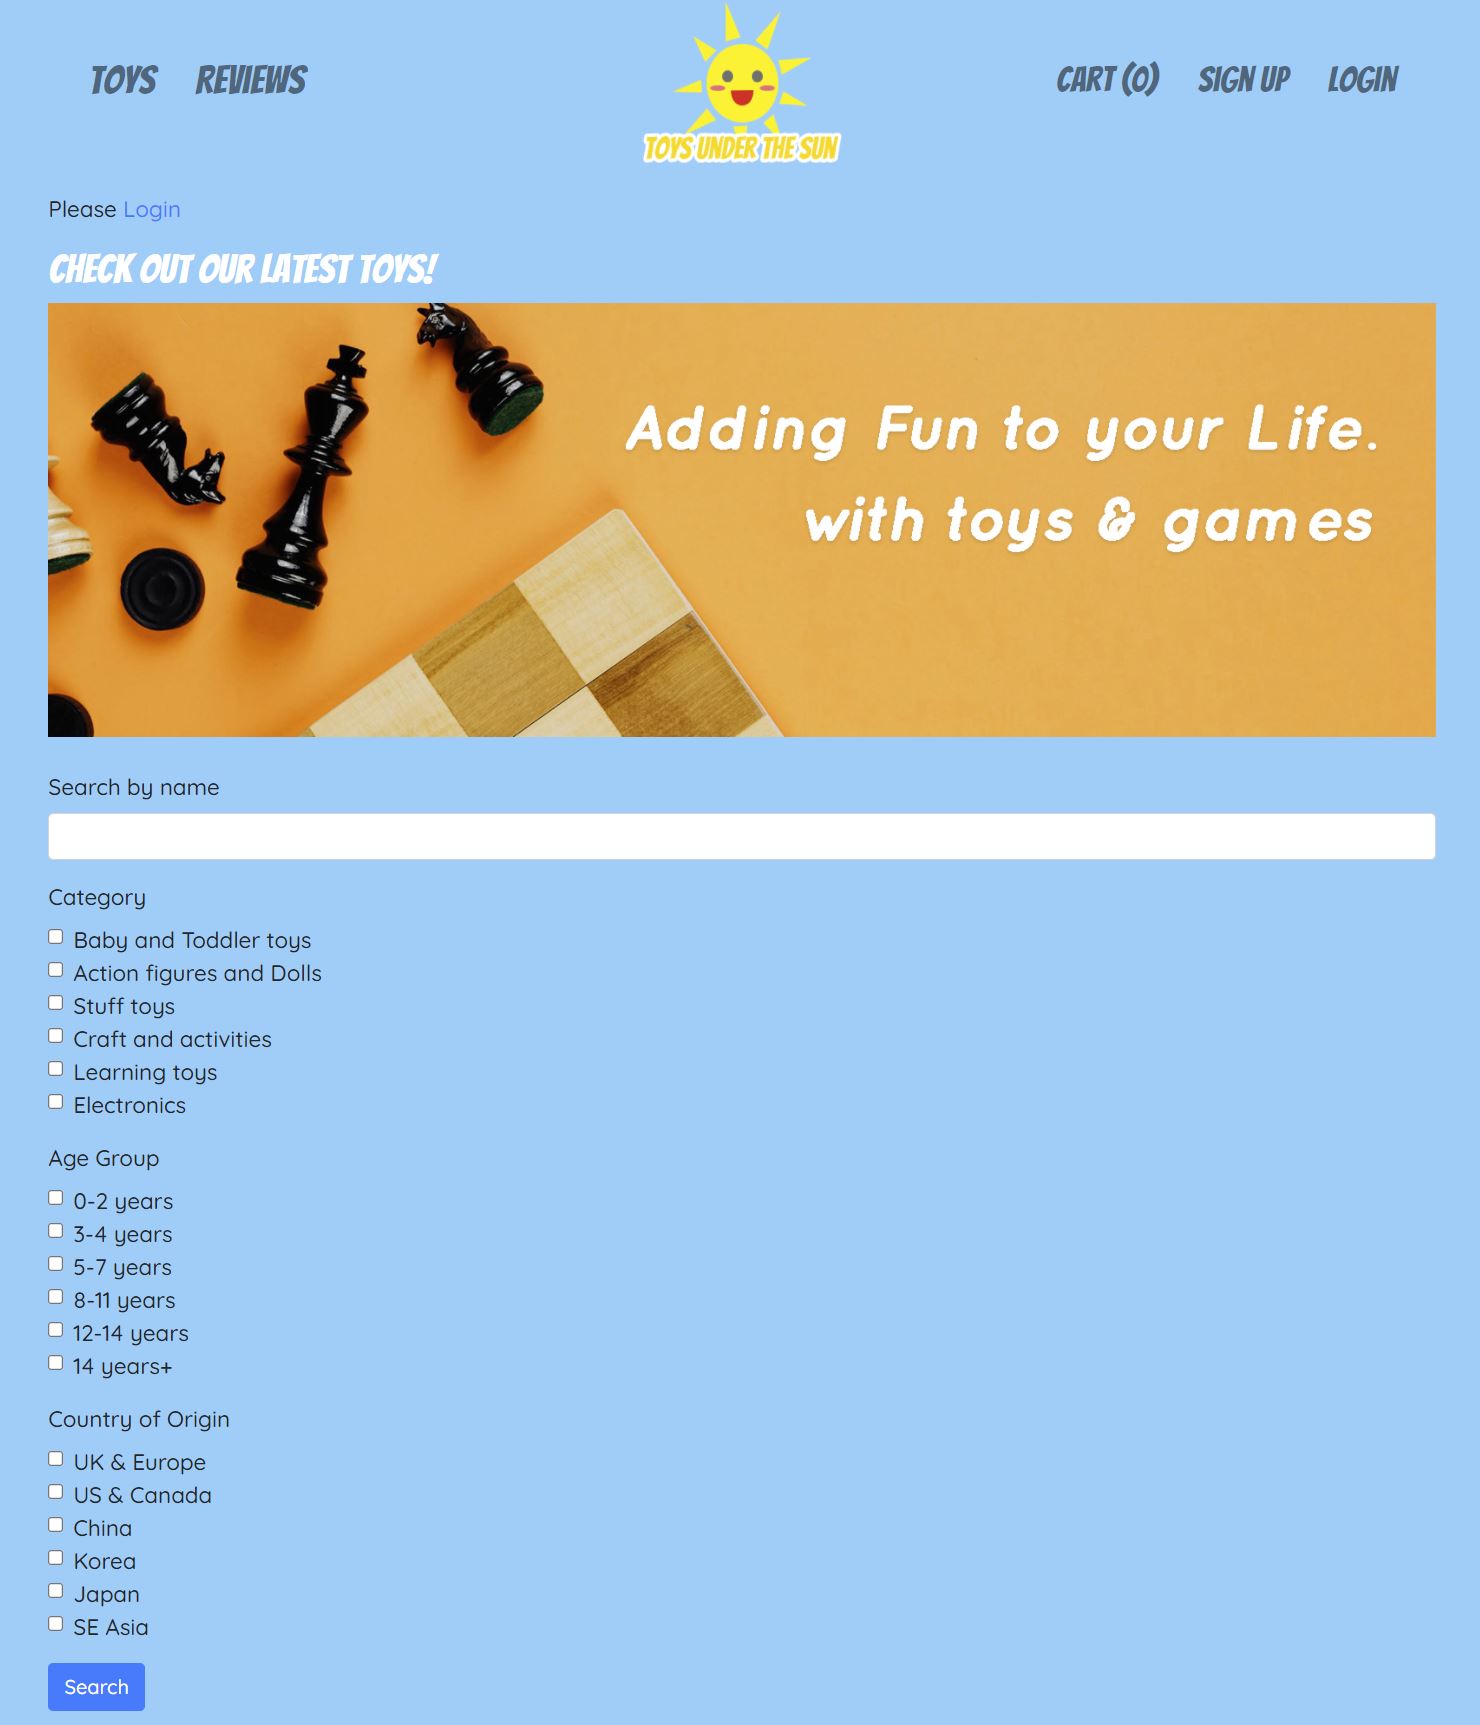 TOYS REVIEWS
TOYS UNDER THE SUN
CART (0) SIGN UP LOGIN
Please Login
CHECK OUT OUR LATEST TOYS!
Adding Fun to your Life.
with toys & games
Search by name
Category
Baby and Toddler toys
Action figures and Dolls
Stuff toys
Craft and activities
Learning toys
Electronics
Age Group
0-2 years
3-4 years
5-7 years
8-11 years
12-14 years
14 years+
Country of Origin
UK & Europe
US & Canada
China
Korea
Japan
SE Asia
Search